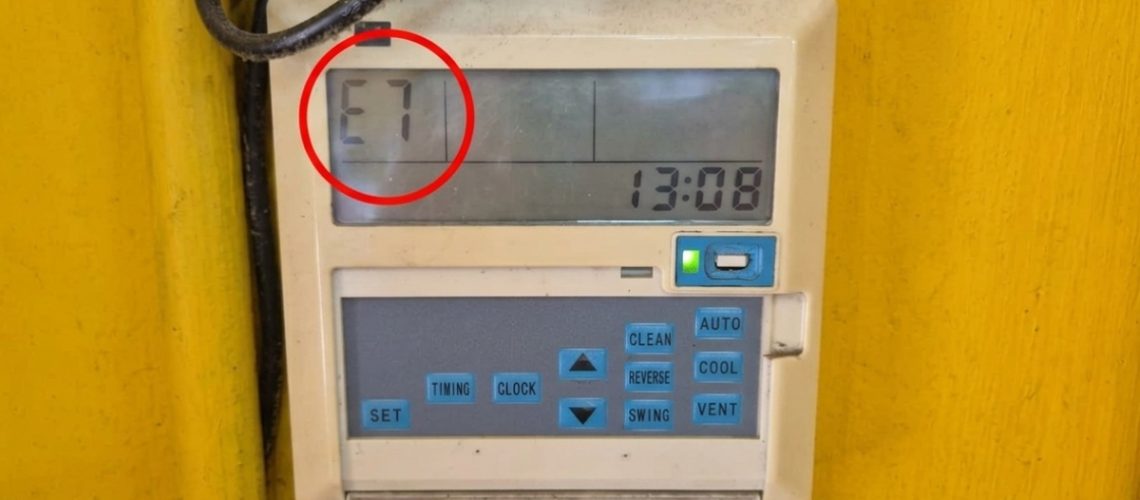 E7
13:08
AUTO
CLEAN
COOL
REVERSE
TIMING
CLOCK
▲
VENT
SWING
SET
▼